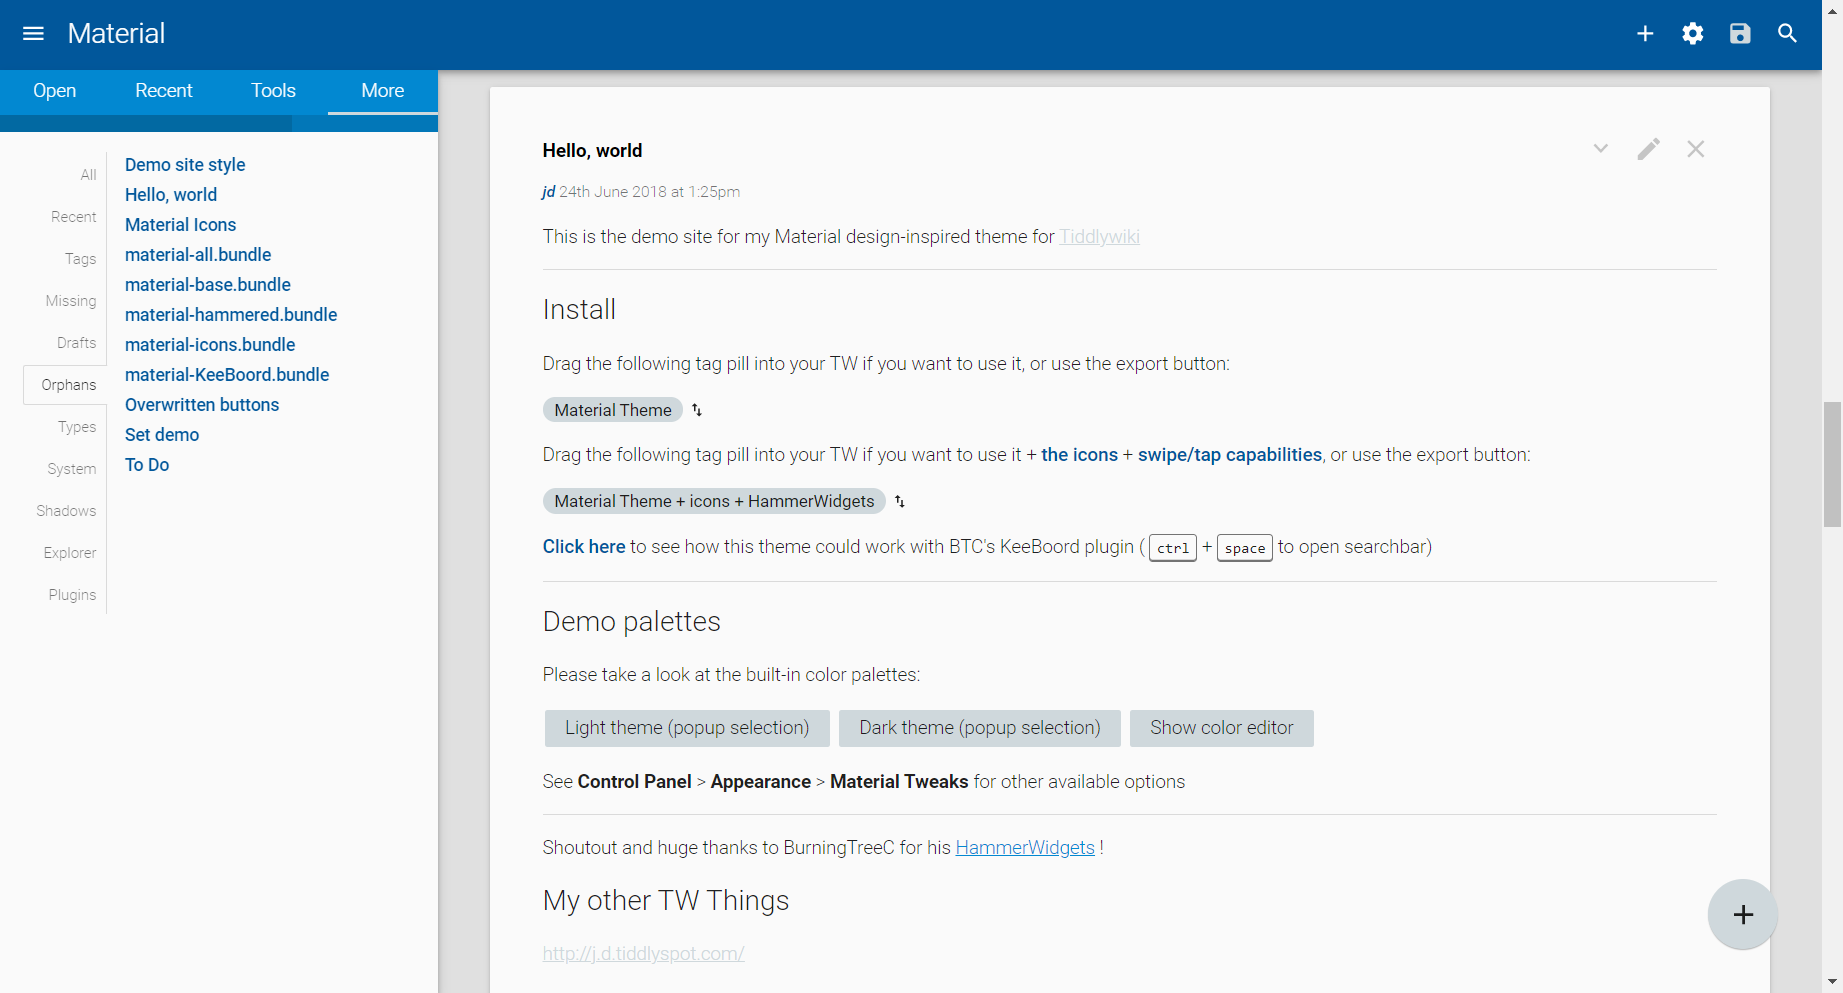 Material
Open Recent Tools More
All
Recent
Tags
Missing
Drafts
Orphans
Types
System
Shadows
Explorer
Plugins
Demo site style
Hello, world
Material Icons
material-all.bundle
material-base.bundle
material-hammered.bundle
material-icons.bundle
material-KeeBoord.bundle
Overwritten buttons
Set demo
To Do
Hello, world
jd 24th June 2018 at 1:25pm
This is the demo site for my Material design-inspired theme for Tiddlywiki
Install
Drag the following tag pill into your TW if you want to use it, or use the export button:
Material Theme
Drag the following tag pill into your TW if you want to use it + the icons + swipe/tap capabilities, or use the export button:
Material Theme + icons + HammerWidgets
Click here to see how this theme could work with BTC's KeeBoord plugin ( ctrl + space to open searchbar)
Demo palettes
Please take a look at the built-in color palettes:
Light theme (popup selection) Dark theme (popup selection) Show color editor
See Control Panel > Appearance > Material Tweaks for other available options
Shoutout and huge thanks to BurningTreeC for his HammerWidgets !
My other TW Things
http://j.d.tiddlyspot.com/